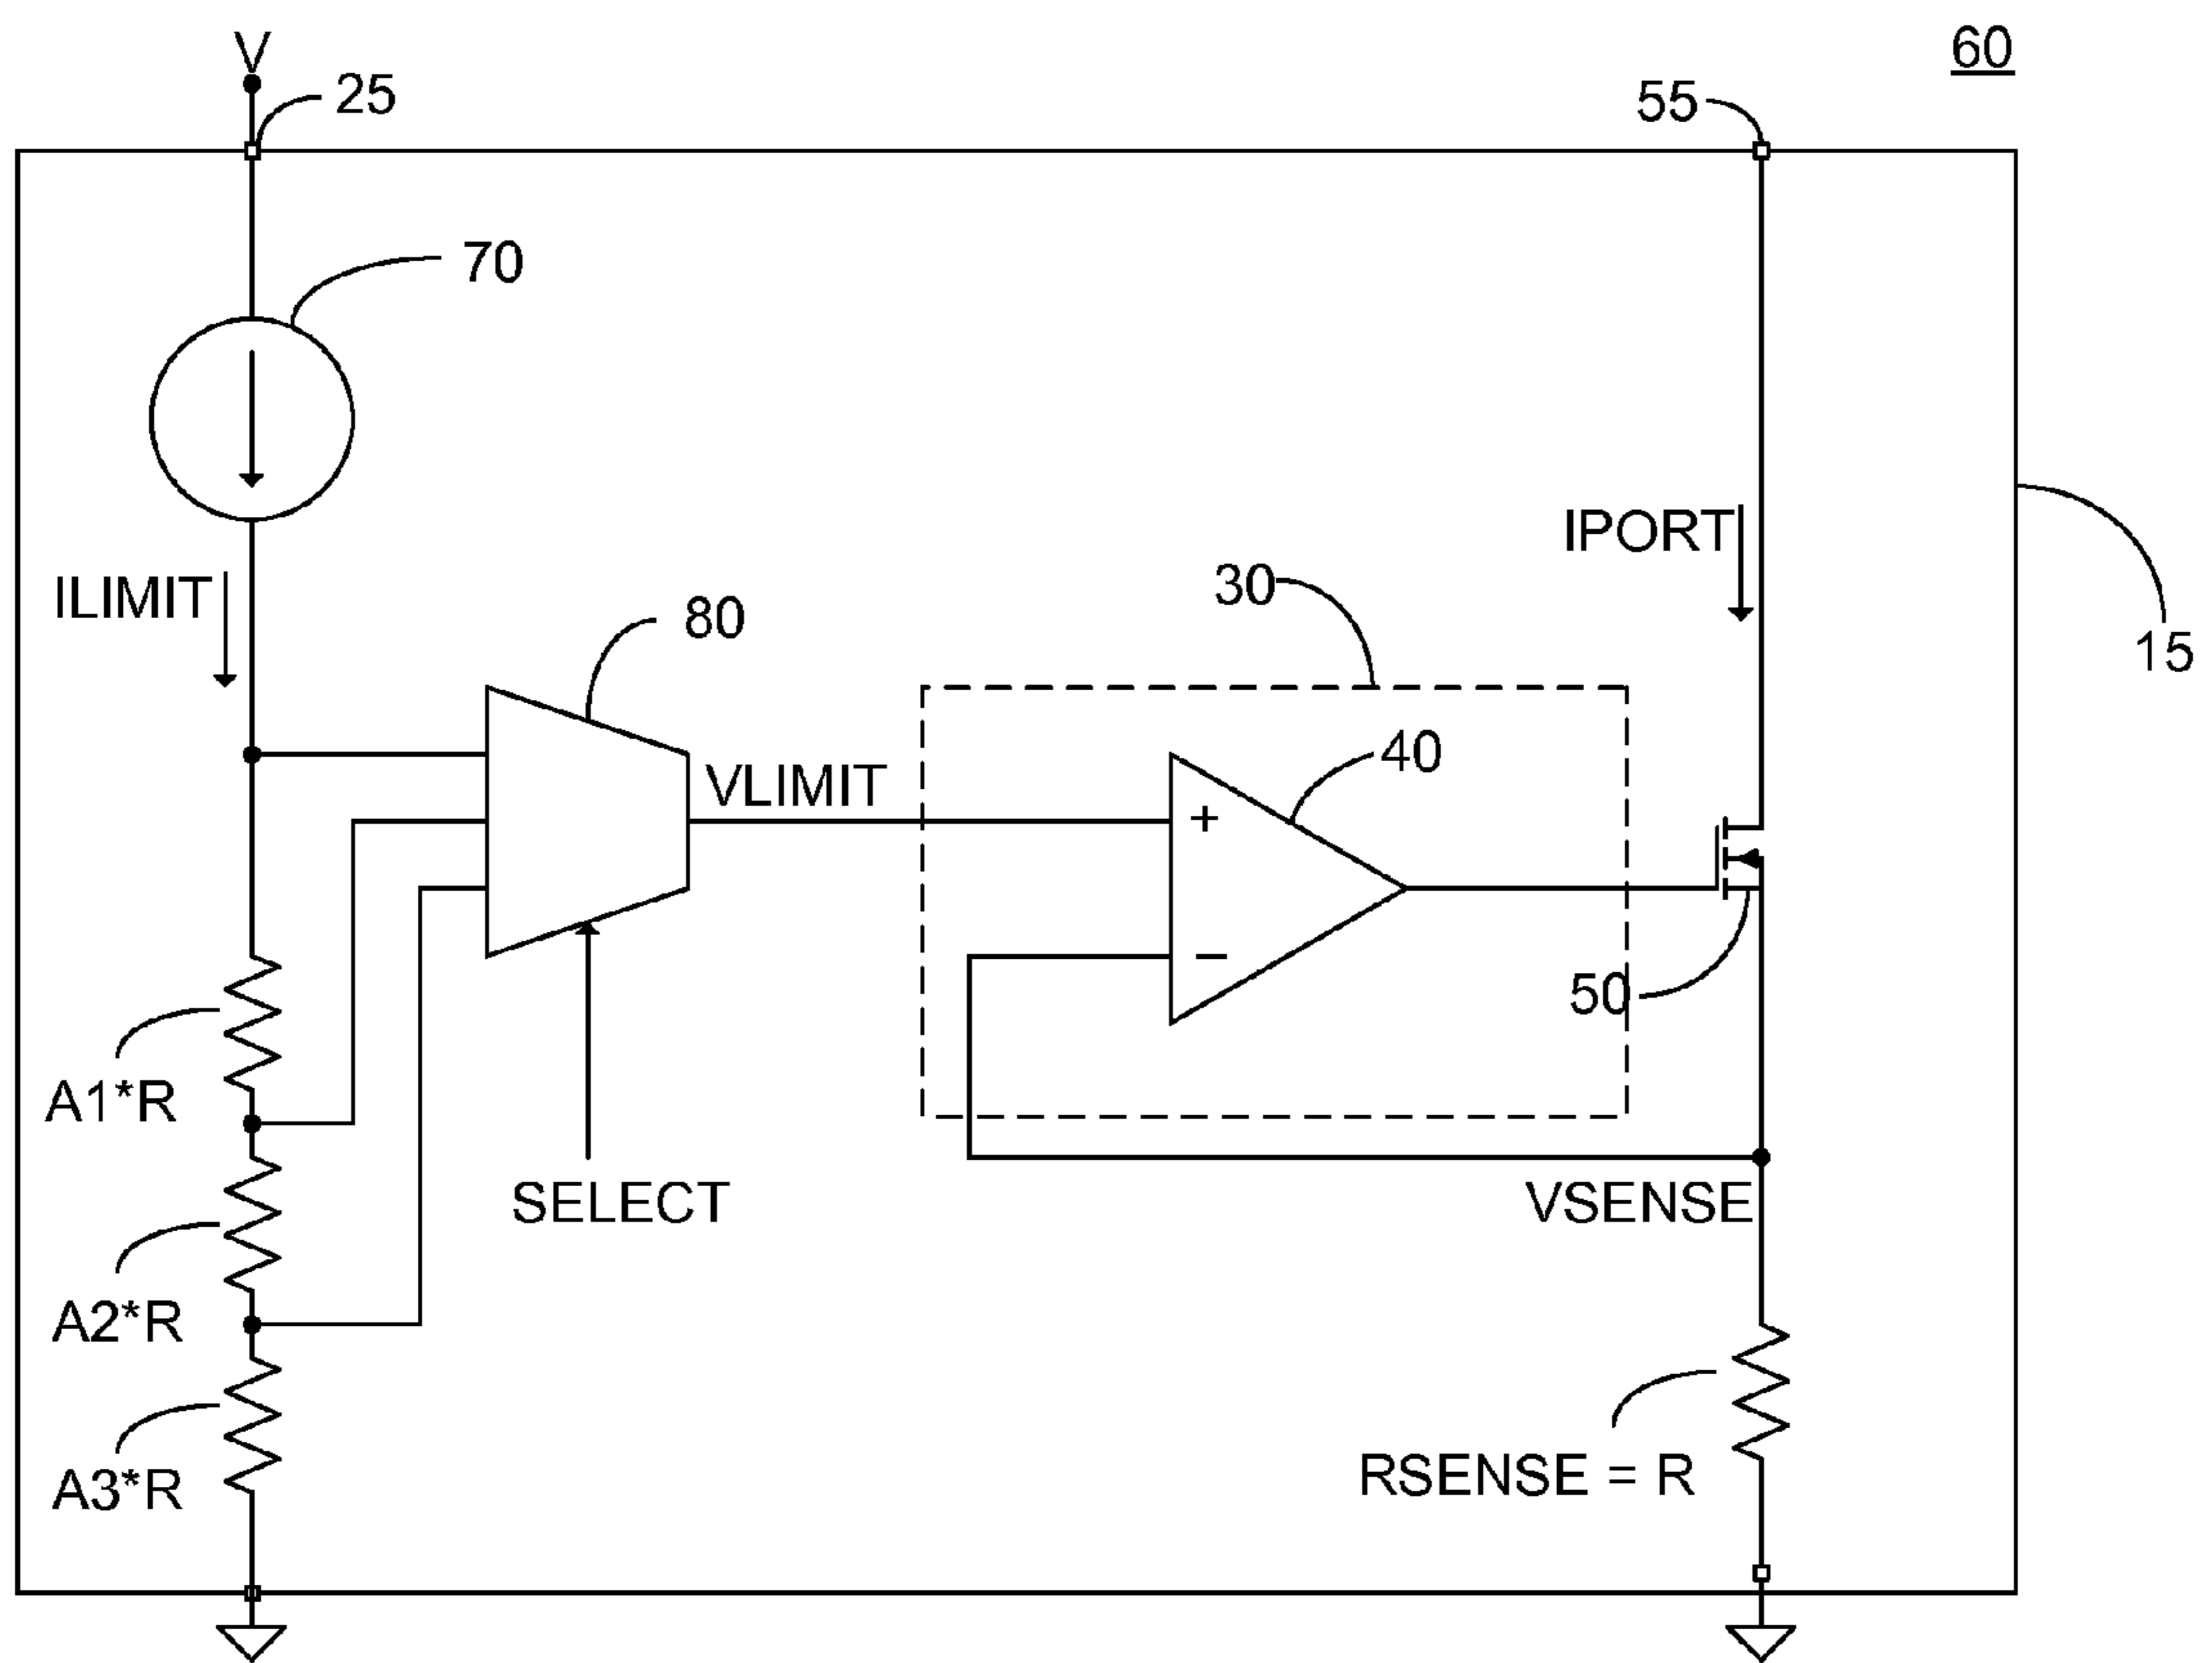 V
25
55
60
70
IPORT
ILIMIT
30
80
15
40
VLIMIT
+
−
50
A1*R
SELECT
VSENSE
A2*R
A3*R
RSENSE = R